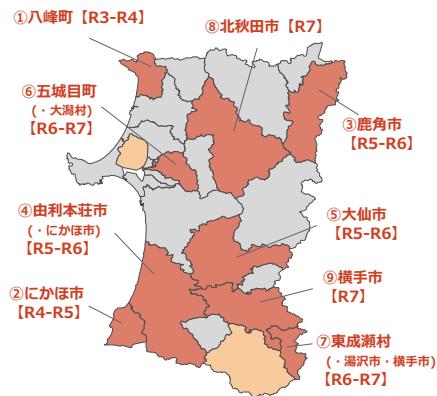 ①八峰町【R3-R4】
⑧北秋田市【R7】
⑥五城目町
(・大潟村)
【R6-R7】
③鹿角市
【R5-R6】
④由利本荘市
(・にかほ市)
【R5-R6】
⑤大仙市
【R5-R6】
②にかほ市
【R4-R5】
⑨横手市
【R7】
⑦東成瀬村
(・湯沢市・横手市)
【R6-R7】